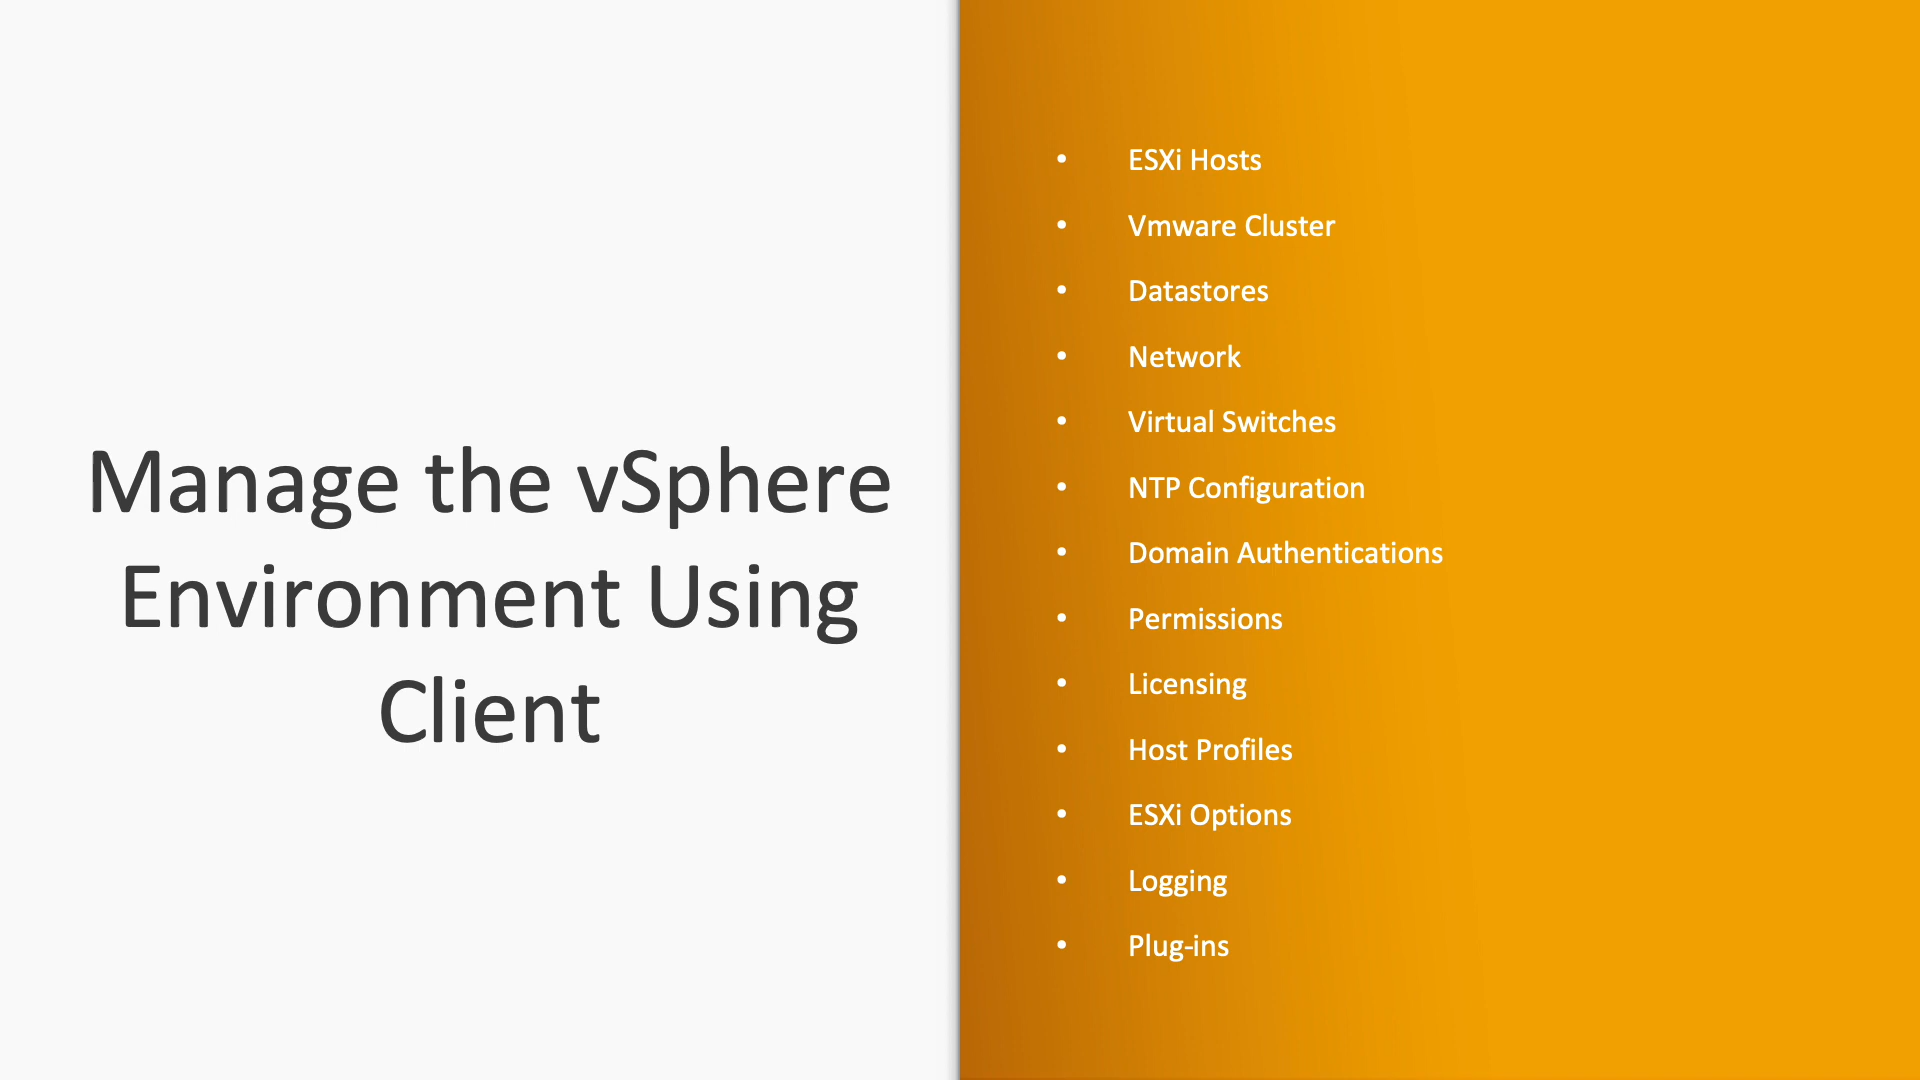 Manage the vSphere
Environment Using
Client
• ESXi Hosts
• Vmware Cluster
• Datastores
• Network
• Virtual Switches
• NTP Configuration
• Domain Authentications
• Permissions
• Licensing
• Host Profiles
• ESXi Options
• Logging
• Plug-ins